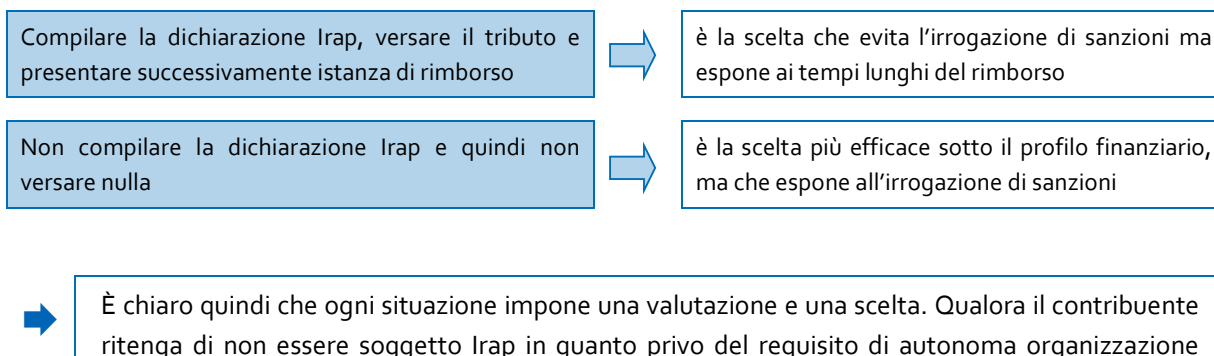 Compilare la dichiarazione Irap, versare il tributo e
presentare successivamente istanza di rimborso
è la scelta che evita l'irrogazione di sanzioni ma
espone ai tempi lunghi del rimborso
Non compilare la dichiarazione Irap e quindi non
versare nulla
è la scelta più efficace sotto il profilo finanziario,
ma che espone all'irrogazione di sanzioni
È chiaro quindi che ogni situazione impone una valutazione e una scelta. Qualora il contribuente
ritenga di non essere soggetto Irap in quanto privo del requisito di autonoma organizzazione